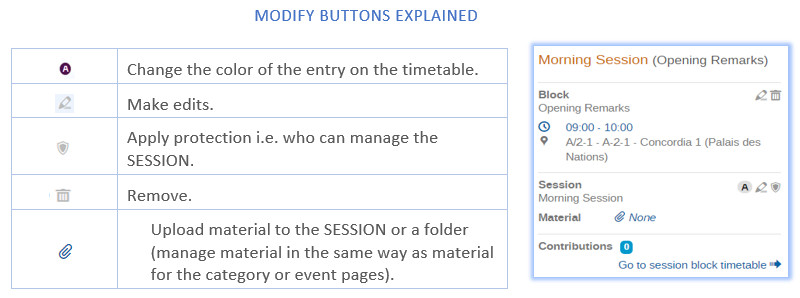 MODIFY BUTTONS EXPLAINED
A
Change the color of the entry on the timetable.
Make edits.
Apply protection i.e. who can manage the
SESSION.
Remove.
Upload material to the SESSION or a folder
(manage material in the same way as material
for the category or event pages).
Morning Session (Opening Remarks)
Block
Opening Remarks
09:00 - 10:00
A/2-1 - A-2-1 - Concordia 1 (Palais des
Nations)
Session
A
Morning Session
Material None
Contributions 0
Go to session block timetable